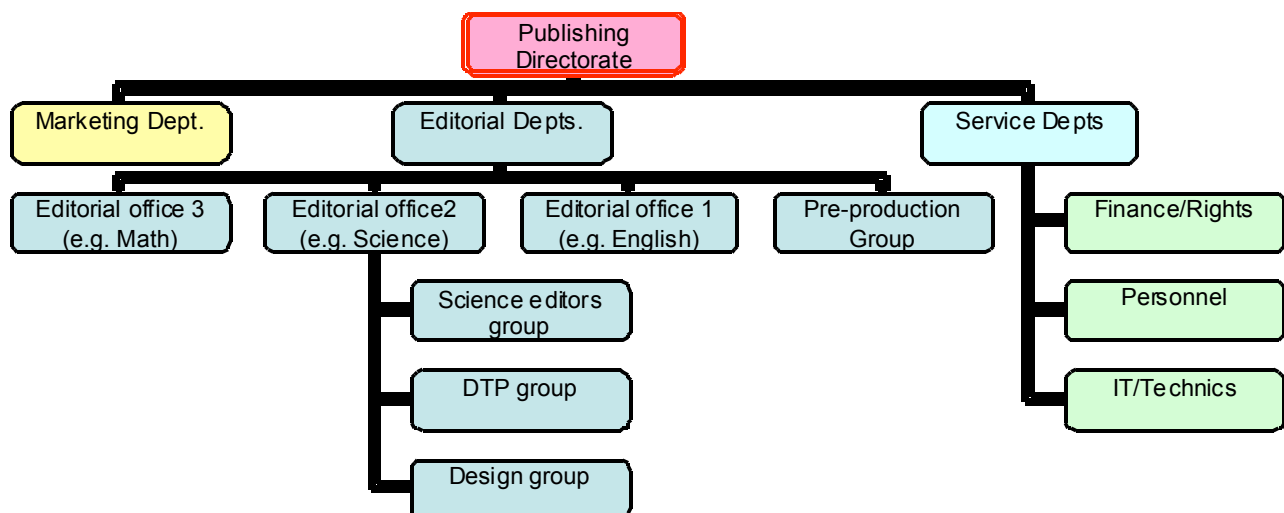 Publishing
Directorate
Marketing Dept.
Editorial Depts.
Service Depts
Editorial office 3
(e.g. Math)
Editorial office2
(e.g. Science)
Editorial office 1
(e.g. English)
Pre-production
Group
Finance/Rights
Science editors
group
Personnel
DTP group
IT/Technics
Design group